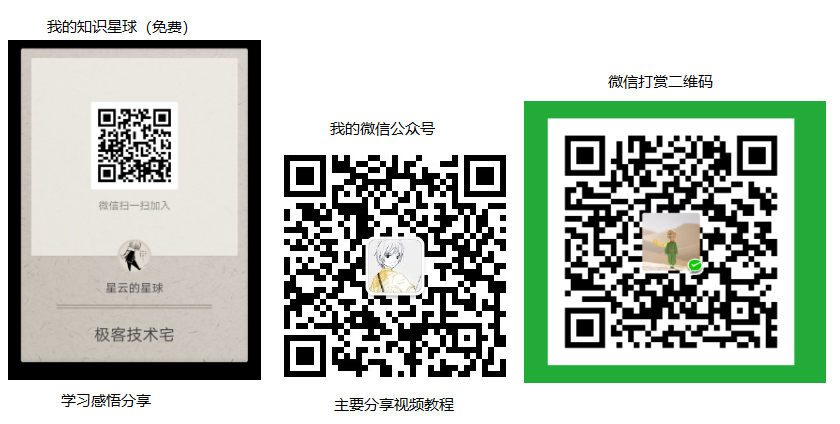 我的知识星球（免费）
微信扫一扫加入
星云的星球
极客技术宅
学习感悟分享
我的微信公众号
主要分享视频教程
微信打赏二维码